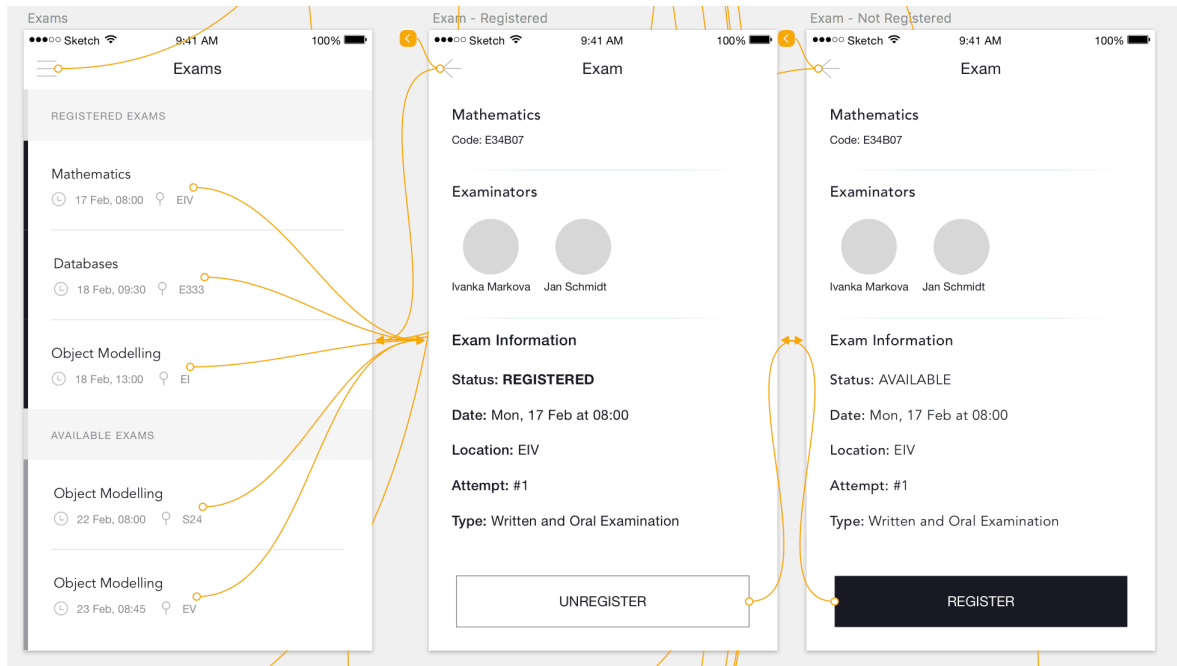 Exams
Sketch 9:41 AM 100%
Exams
REGISTERED EXAMS
Mathematics
17 Feb, 08:00 EIV
Databases
18 Feb, 09:30 E333
Object Modelling
18 Feb, 13:00 EI
AVAILABLE EXAMS
Object Modelling
22 Feb, 08:00 S24
Object Modelling
23 Feb, 08:45 EV
Exam - Registered
Sketch 9:41 AM 100%
Exam
Mathematics
Code: E34B07
Examinators
Ivanka Markova Jan Schmidt
Exam Information
Status: REGISTERED
Date: Mon, 17 Feb at 08:00
Location: EIV
Attempt: #1
Type: Written and Oral Examination
UNREGISTER
Exam - Not Registered
Sketch 9:41 AM 100%
Exam
Mathematics
Code: E34B07
Examinators
Ivanka Markova Jan Schmidt
Exam Information
Status: AVAILABLE
Date: Mon, 17 Feb at 08:00
Location: EIV
Attempt: #1
Type: Written and Oral Examination
REGISTER